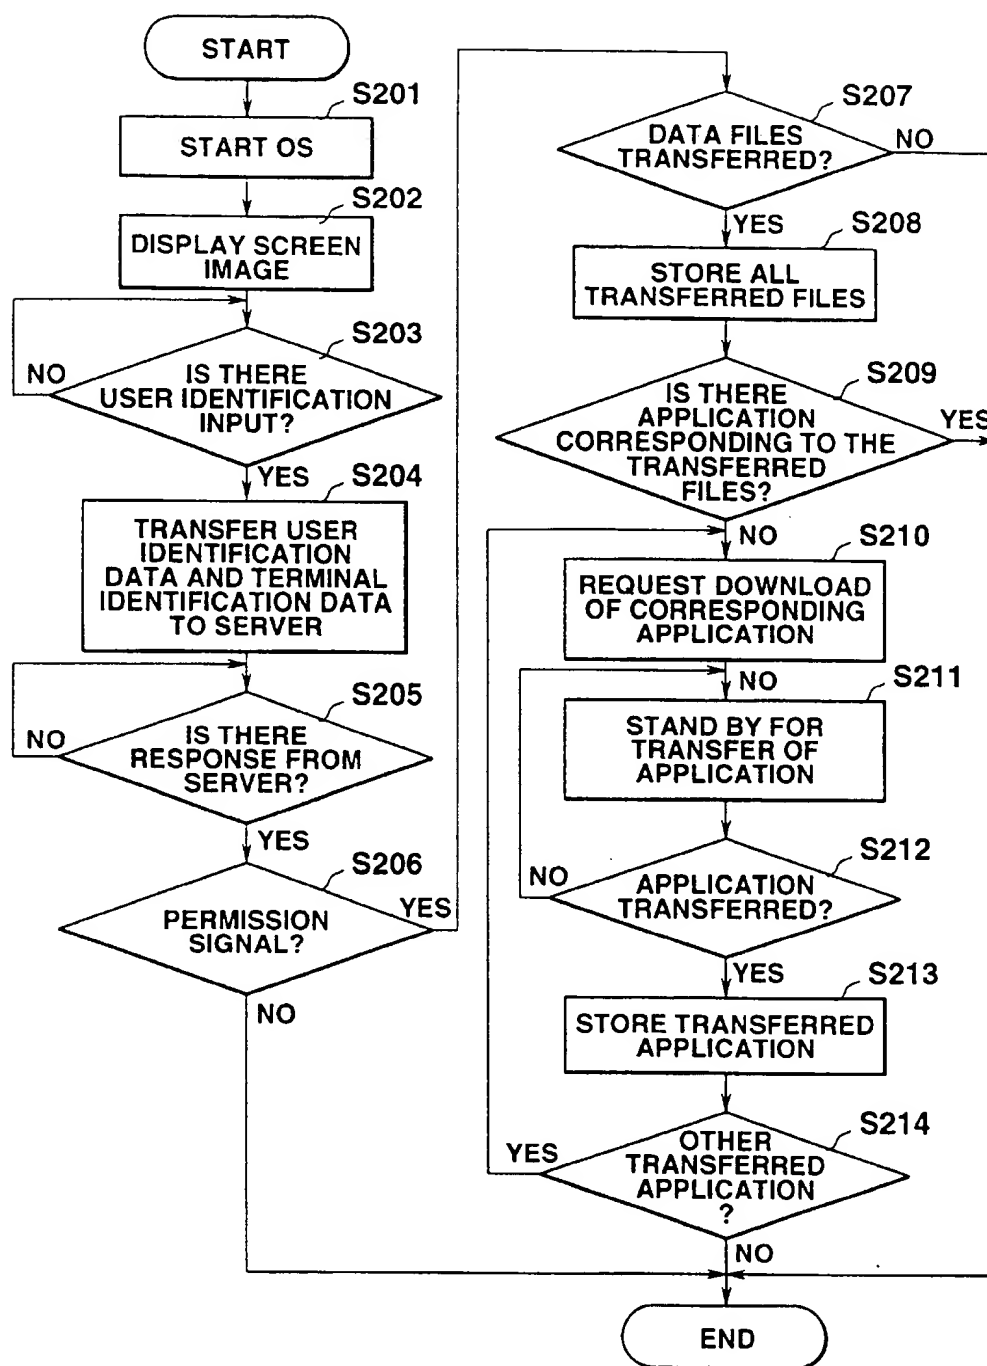 START
S201
START OS
S202
DISPLAY SCREEN
IMAGE
S203
NO
IS THERE
USER IDENTIFICATION
INPUT?
YES
S204
TRANSFER USER
IDENTIFICATION
DATA AND TERMINAL
IDENTIFICATION DATA
TO SERVER
S205
NO
IS THERE
RESPONSE FROM
SERVER?
YES
S206
YES
PERMISSION
SIGNAL?
NO
S207
DATA FILES
TRANSFERRED?
NO
YES
S208
STORE ALL
TRANSFERRED FILES
S209
IS THERE
APPLICATION
CORRESPONDING TO THE
TRANSFERRED
FILES?
YES
NO
S210
REQUEST DOWNLOAD
OF CORRESPONDING
APPLICATION
NO
S211
STAND BY FOR
TRANSFER OF
APPLICATION
S212
NO
APPLICATION
TRANSFERRED?
YES
S213
STORE TRANSFERRED
APPLICATION
S214
YES
OTHER
TRANSFERRED
APPLICATION
?
NO
END